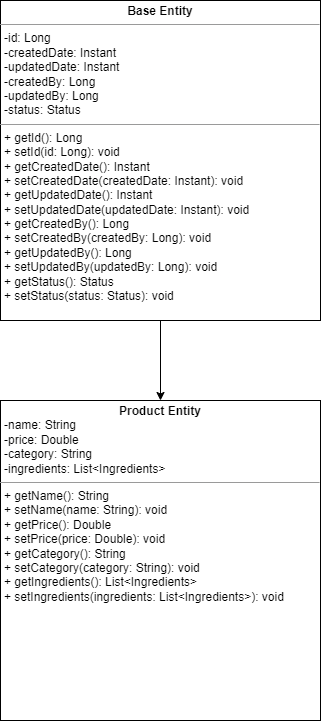 Base Entity
-id: Long
-createdDate: Instant
-updatedDate: Instant
-createdBy: Long
-updatedBy: Long
-status: Status
+ getId(): Long
+ setId(id: Long): void
+ getCreatedDate(): Instant
+ setCreatedDate(createdDate: Instant): void
+ getUpdatedDate(): Instant
+ setUpdatedDate(updatedDate: Instant): void
+ getCreatedBy(): Long
+ setCreatedBy(createdBy: Long): void
+ getUpdatedBy(): Long
+ setUpdatedBy(updatedBy: Long): void
+ getStatus(): Status
+ setStatus(status: Status): void
Product Entity
-name: String
-price: Double
-category: String
-ingredients: List<Ingredients>
+ getName(): String
+ setName(name: String): void
+ getPrice(): Double
+ setPrice(price: Double): void
+ getCategory(): String
+ setCategory(category: String): void
+ getIngredients(): List<Ingredients>
+ setIngredients(ingredients: List<Ingredients>): void